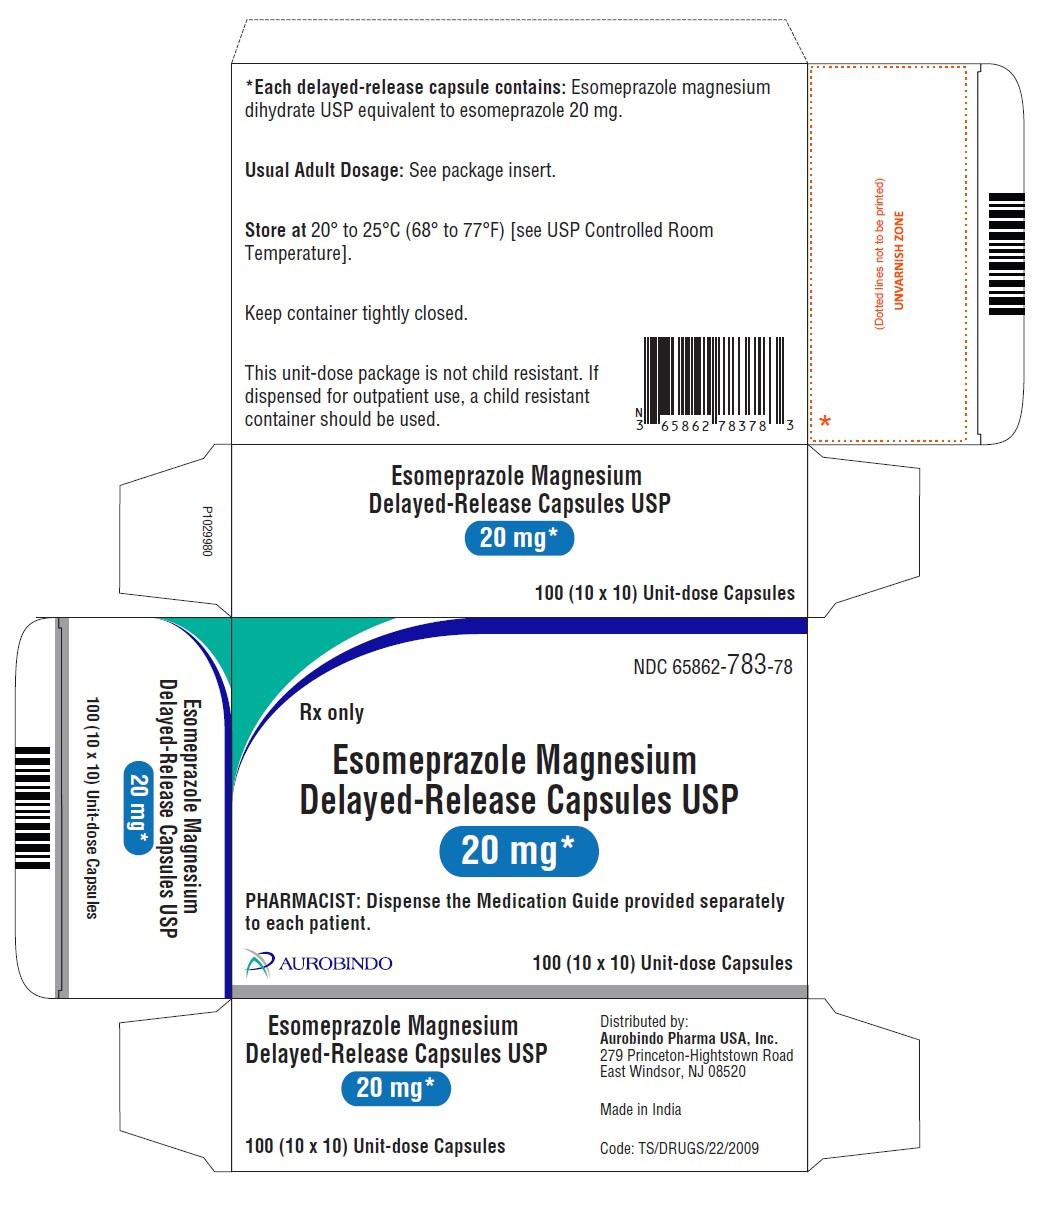 *Each delayed-release capsule contains: Esomeprazole magnesium
dihydrate USP equivalent to esomeprazole 20 mg.
Usual Adult Dosage: See package insert.
Store at 20° to 25°C (68° to 77°F) [see USP Controlled Room
Temperature].
Keep container tightly closed.
This unit-dose package is not child resistant. If
dispensed for outpatient use, a child resistant
container should be used.
N
3 65862 78378 3
(Dotted lines not to be printed)
UNVARNISH ZONE
*
P1029980
Esomeprazole Magnesium
Delayed-Release Capsules USP
20 mg*
100 (10 x 10) Unit-dose Capsules
Esomeprazole Magnesium
Delayed-Release Capsules USP
20 mg*
100 (10 x 10) Unit-dose Capsules
NDC 65862-783-78
Rx only
Esomeprazole Magnesium
Delayed-Release Capsules USP
20 mg*
PHARMACIST: Dispense the Medication Guide provided separately
to each patient.
AUROBINDO
100 (10 x 10) Unit-dose Capsules
Esomeprazole Magnesium
Delayed-Release Capsules USP
20 mg*
100 (10 x 10) Unit-dose Capsules
Distributed by:
Aurobindo Pharma USA, Inc.
279 Princeton-Hightstown Road
East Windsor, NJ 08520
Made in India
Code: TS/DRUGS/22/2009